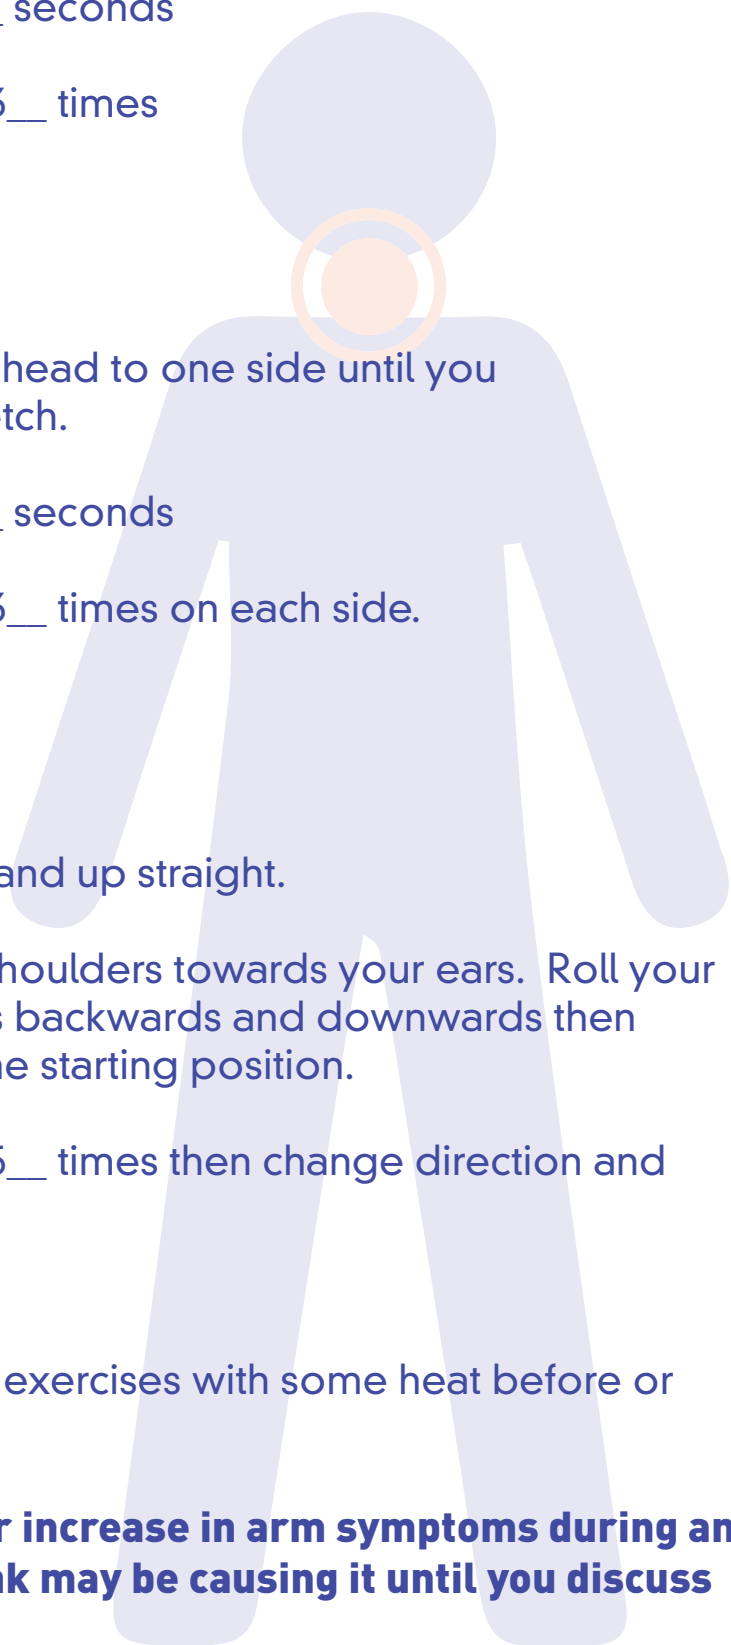 _ seconds
__ times
head to one side until you
tch.
_ seconds
__ times on each side.
and up straight.
houlders towards your ears. Roll your
s backwards and downwards then
e starting position.
5__ times then change direction and
exercises with some heat before or
r increase in arm symptoms during an
k may be causing it until you discuss